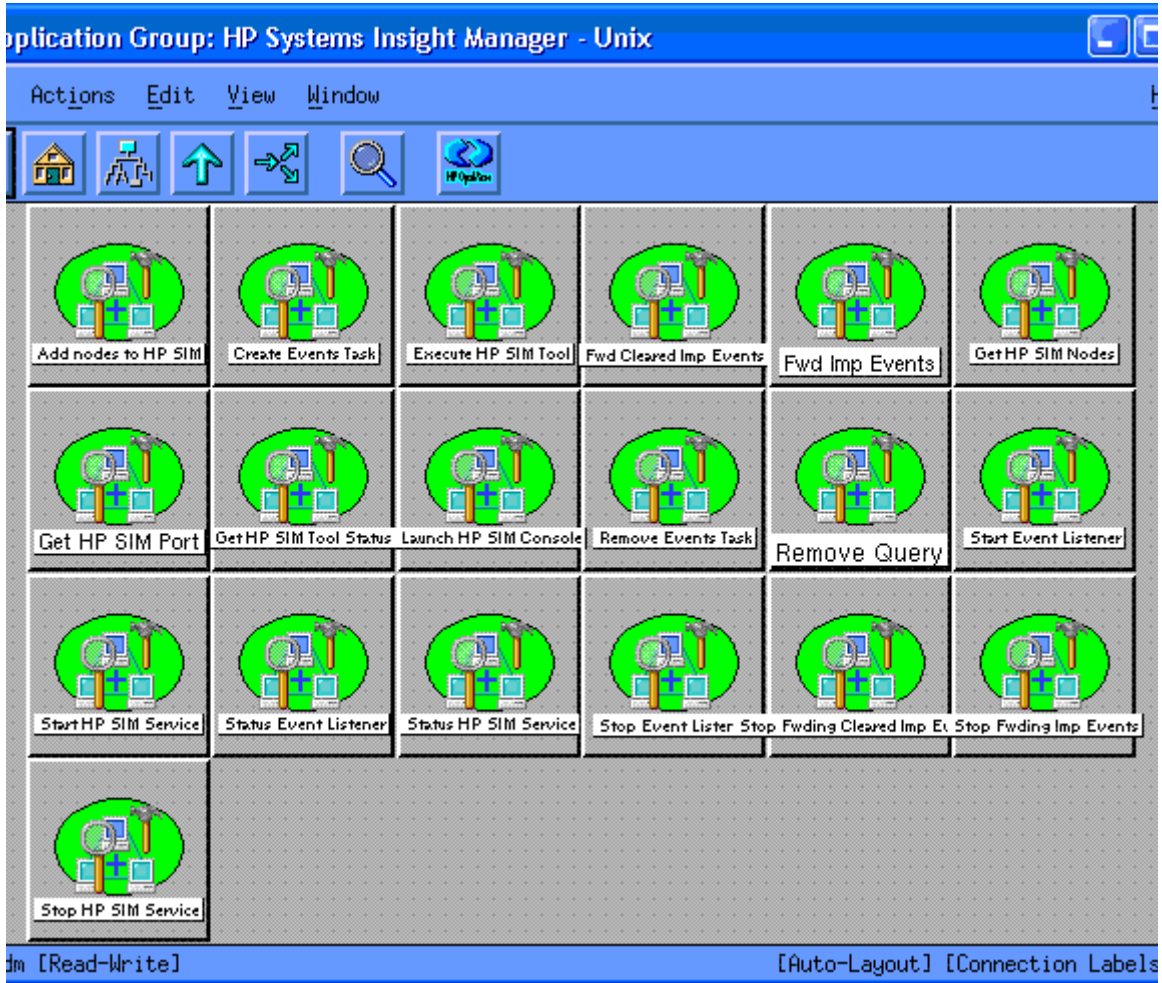 pplication Group: HP Systems Insight Manager - Unix
Actions Edit View Window H
HP OpenView
Add nodes to HP SIM Create Events Task Execute HP SIM Tool Fwd Cleared Imp Events Fwd Imp Events Get HP SIM Nodes
Get HP SIM Port Get HP SIM Tool Status Launch HP SIM Console Remove Events Task Remove Query Start Event Listener
Start HP SIM Service Status Event Listener Status HP SIM Service Stop Event Lister Stop Fwding Cleared Imp Ev Stop Fwding Imp Events
Stop HP SIM Service
dm [Read-Write] [Auto-Layout] [Connection Labels